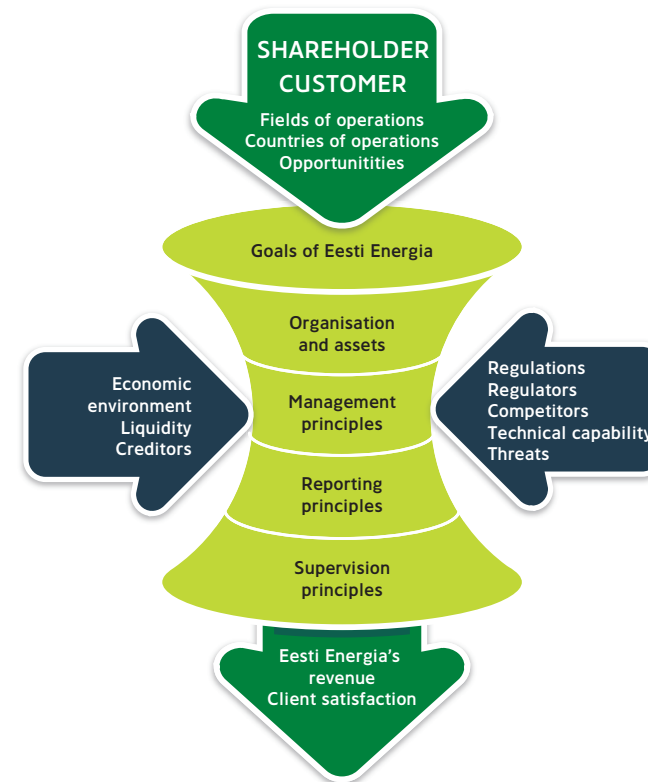 SHAREHOLDER
CUSTOMER
Fields of operations
Countries of operations
Opportunitities
Goals of Eesti Energia
Organisation
and assets
Economic
environment
Liquidity
Creditors
Management
principles
Regulations
Regulators
Competitors
Technical capability
Threats
Reporting
principles
Supervision
principles
Eesti Energia's
revenue
Client satisfaction